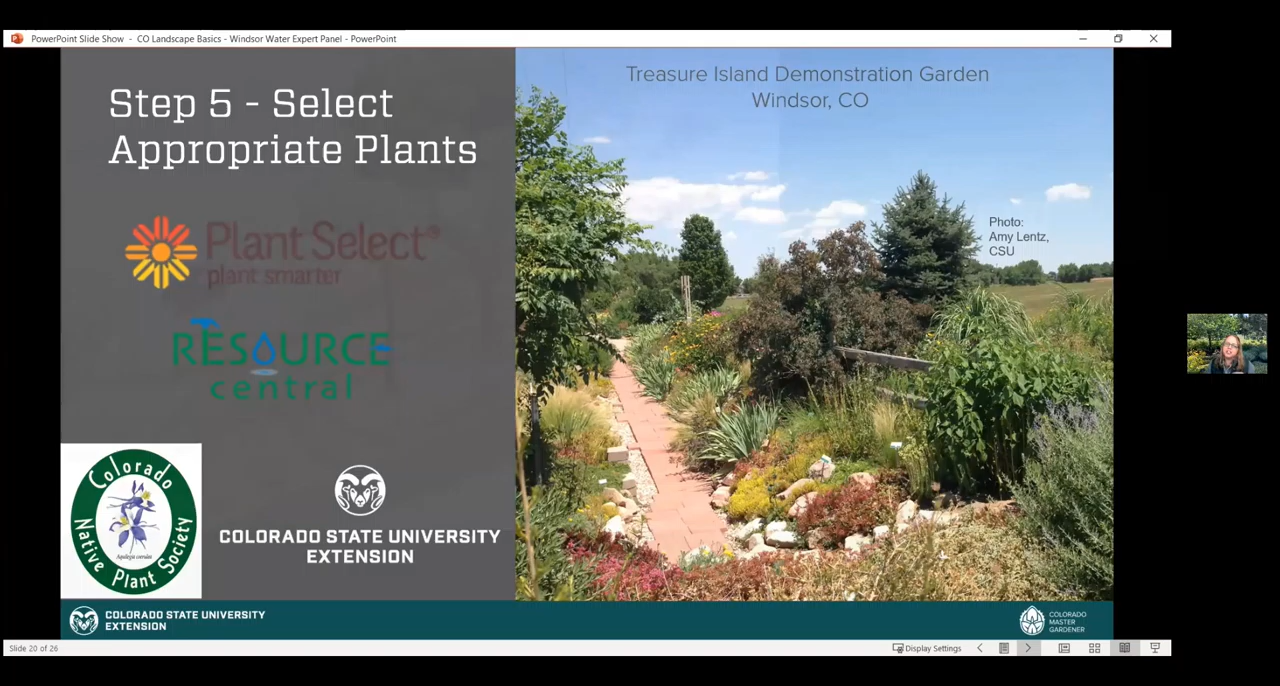 PowerPoint Slide Show - CO Landscape Basics - Windsor Water Expert Panel - PowerPoint
Step 5 - Select
Appropriate Plants
Plant Select®
plant smarter
RESOURCE
central
Colorado
Native Plant Society
Aquilegia coerulea
COLORADO STATE UNIVERSITY
EXTENSION
Treasure Island Demonstration Garden
Windsor, CO
Photo:
Amy Lentz,
CSU
COLORADO STATE UNIVERSITY
EXTENSION
COLORADO
MASTER
GARDENER
Slide 20 of 26
Display Settings